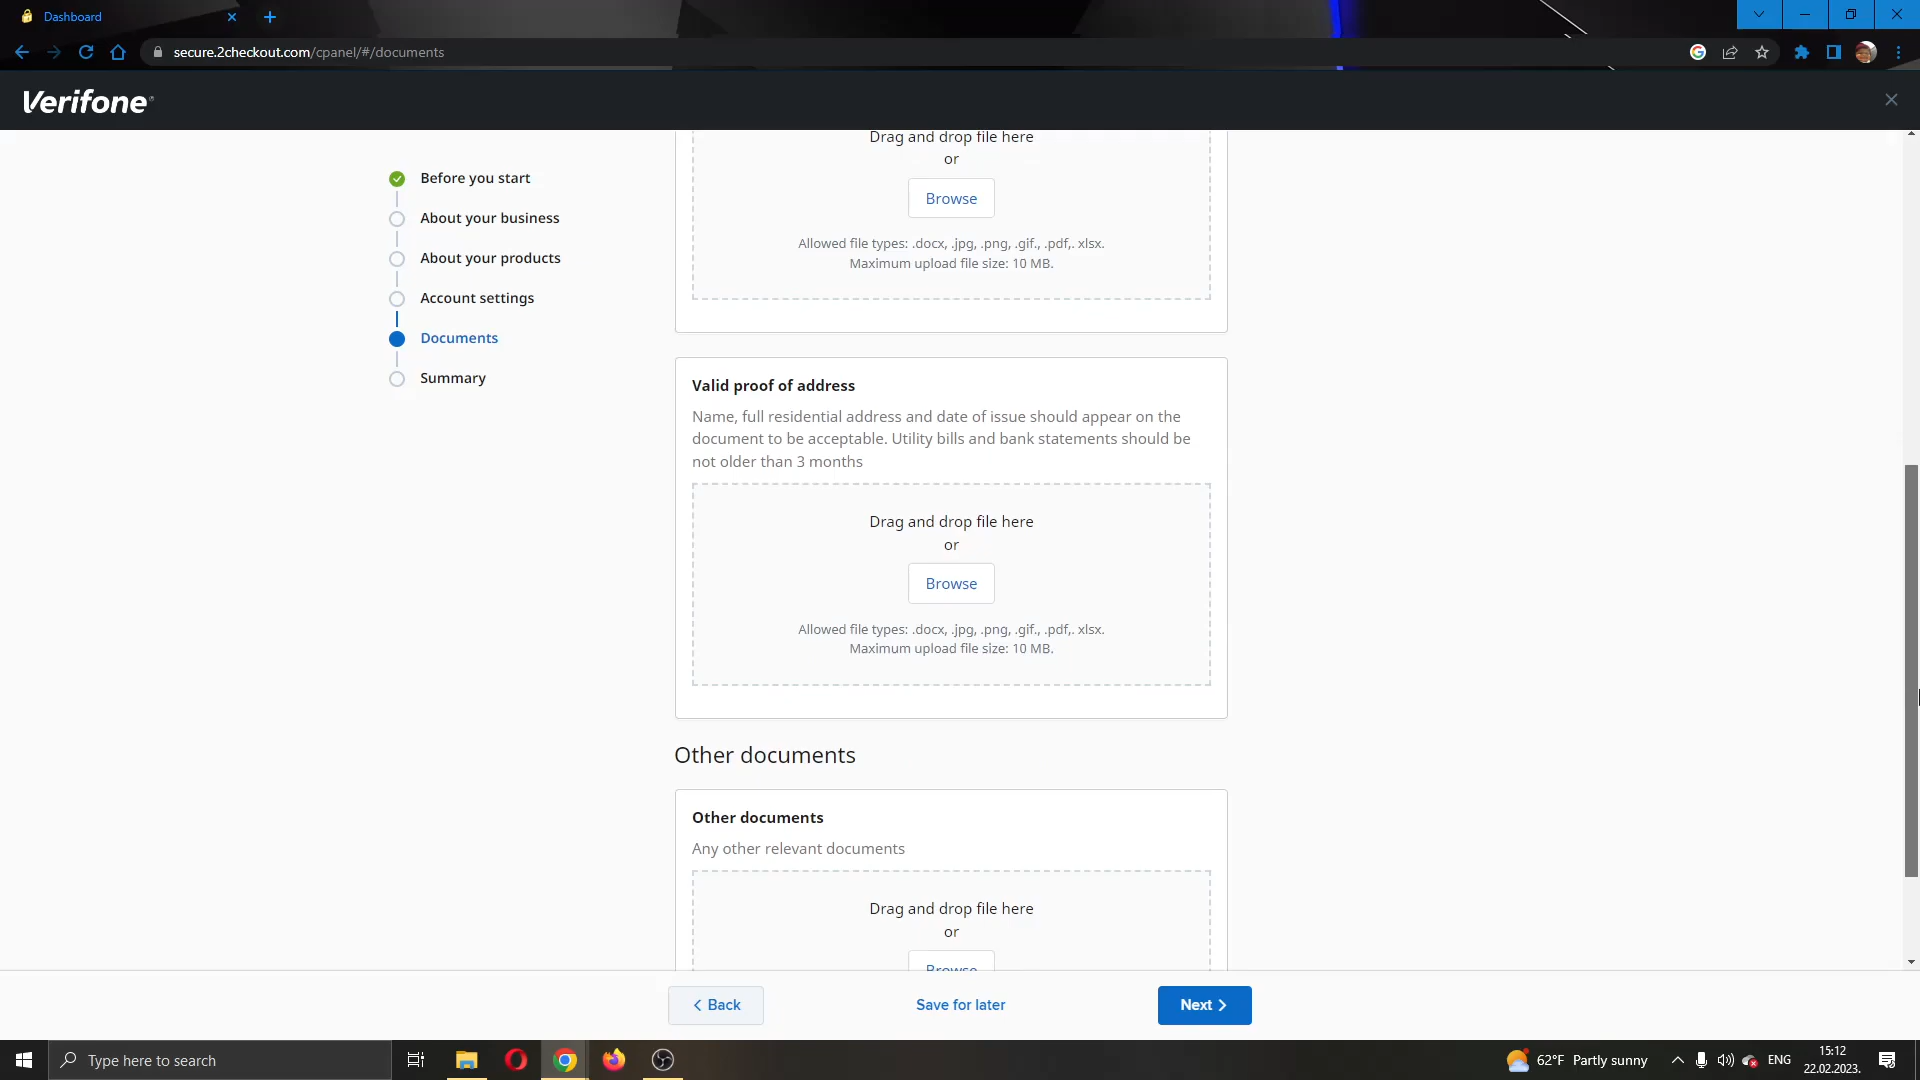 Dashboard
secure.2checkout.com/cpanel/#/documents
Verifone
Before you start
About your business
About your products
Account settings
Documents
Summary
Drag and drop file here
or
Browse
Allowed file types: .docx, .jpg, .png, .gif., .pdf,. xlsx.
Maximum upload file size: 10 MB.
Valid proof of address
Name, full residential address and date of issue should appear on the
document to be acceptable. Utility bills and bank statements should be
not older than 3 months
Drag and drop file here
or
Browse
Allowed file types: .docx, .jpg, .png, .gif., .pdf,. xlsx.
Maximum upload file size: 10 MB.
Other documents
Other documents
Any other relevant documents
Drag and drop file here
or
Browse
Back
Save for later
Next
Type here to search
62°F Partly sunny
ENG
15:12
22.02.2023.